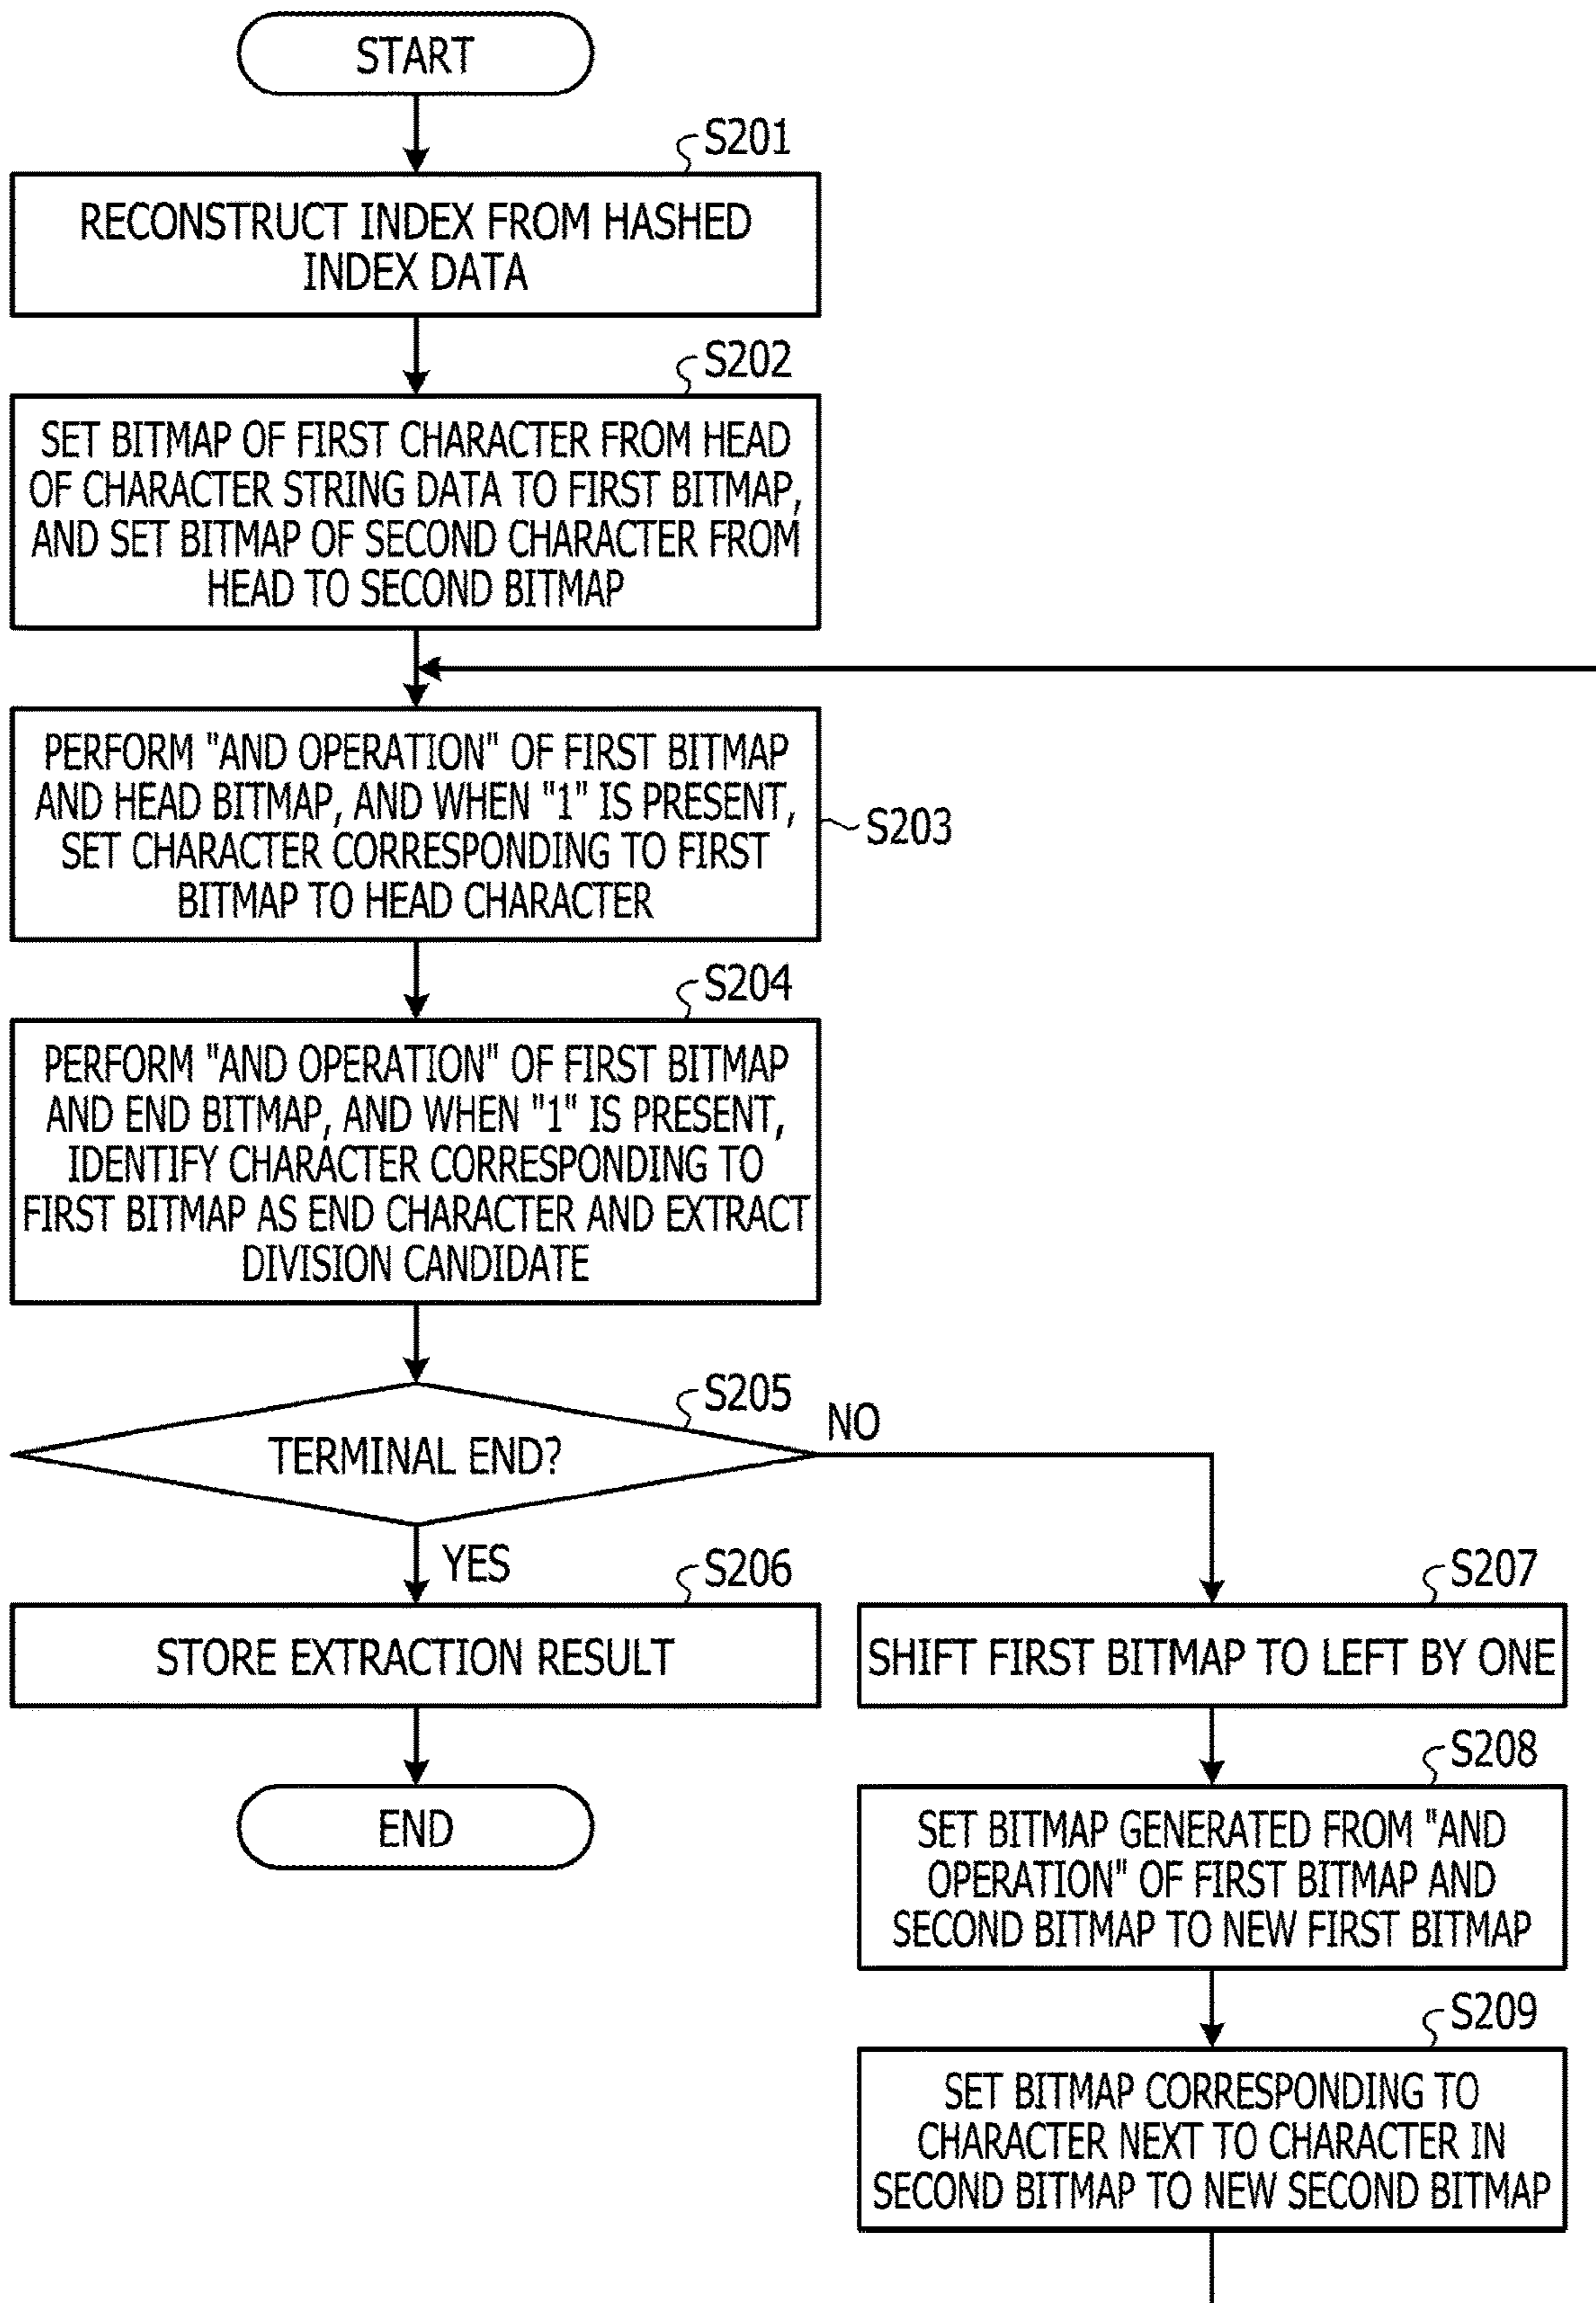 START
S201
RECONSTRUCT INDEX FROM HASHED
INDEX DATA
S202
SET BITMAP OF FIRST CHARACTER FROM HEAD
OF CHARACTER STRING DATA TO FIRST BITMAP,
AND SET BITMAP OF SECOND CHARACTER FROM
HEAD TO SECOND BITMAP
PERFORM "AND OPERATION" OF FIRST BITMAP
AND HEAD BITMAP, AND WHEN "1" IS PRESENT,
SET CHARACTER CORRESPONDING TO FIRST
BITMAP TO HEAD CHARACTER
S203
S204
PERFORM "AND OPERATION" OF FIRST BITMAP
AND END BITMAP, AND WHEN "1" IS PRESENT,
IDENTIFY CHARACTER CORRESPONDING TO
FIRST BITMAP AS END CHARACTER AND EXTRACT
DIVISION CANDIDATE
S205
TERMINAL END?
NO
YES
S206
STORE EXTRACTION RESULT
END
S207
SHIFT FIRST BITMAP TO LEFT BY ONE
S208
SET BITMAP GENERATED FROM "AND
OPERATION" OF FIRST BITMAP AND
SECOND BITMAP TO NEW FIRST BITMAP
S209
SET BITMAP CORRESPONDING TO
CHARACTER NEXT TO CHARACTER IN
SECOND BITMAP TO NEW SECOND BITMAP